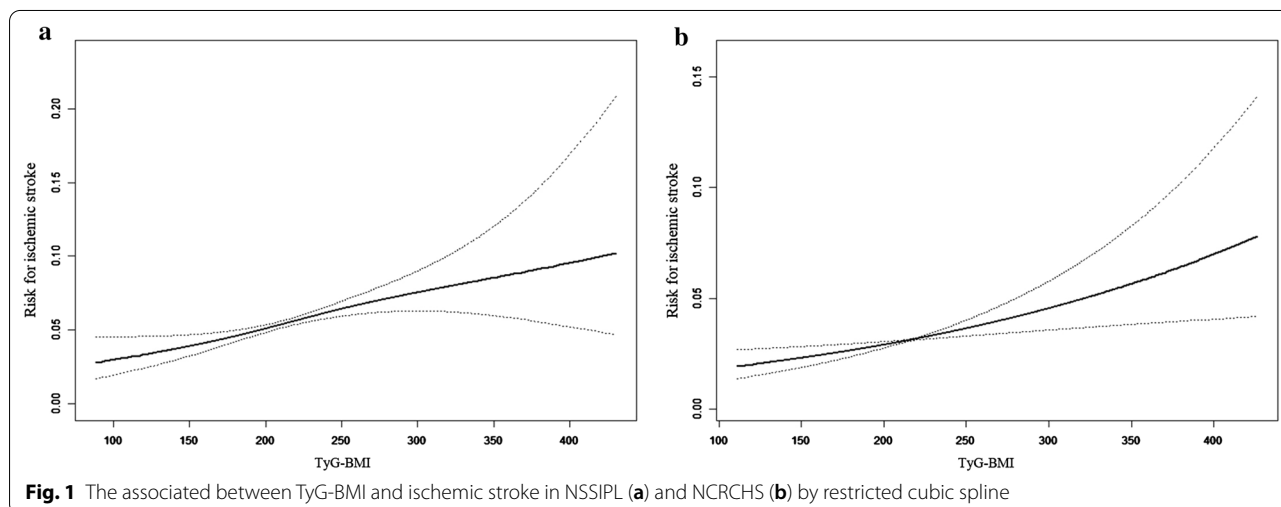 a
0.20
0.15
0.10
0.05
0.00
Risk for ischemic stroke
100 150 200 250 300 350 400
TyG-BMI
b
0.15
0.10
0.05
0.00
Risk for ischemic stroke
100 150 200 250 300 350 400
TyG-BMI
Fig. 1 The associated between TyG-BMI and ischemic stroke in NSSIPL (a) and NCRCHS (b) by restricted cubic spline